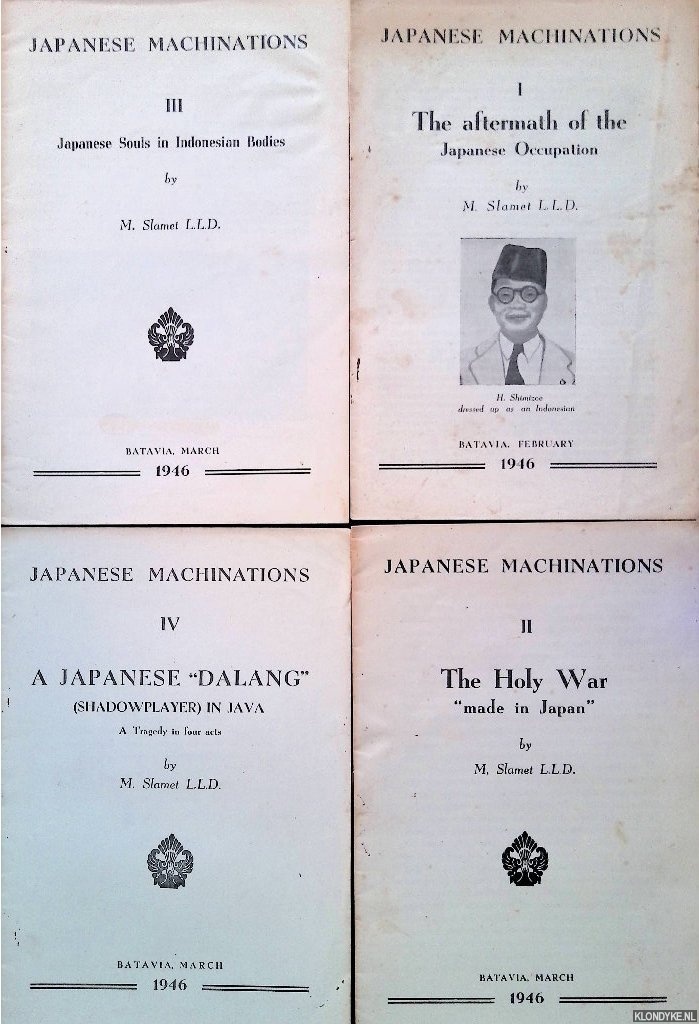 JAPANESE MACHINATIONS
III
Japanese Souls in Indonesian Bodies
by
M. Slamet L.L.D.
BATAVIA, MARCH
1946
JAPANESE MACHINATIONS
I
The aftermath of the
Japanese Occupation
by
M. Slamet L.L.D.
H. Shimizoe
dressed up as an Indonesian
BATAVIA, FEBRUARY
1946
JAPANESE MACHINATIONS
IV
A JAPANESE “DALANG”
(SHADOWPLAYER) IN JAVA
A Tragedy in four acts
by
M. Slamet L.L.D.
BATAVIA, MARCH
1946
JAPANESE MACHINATIONS
II
The Holy War
“made in Japan”
by
M. Slamet L.L.D.
BATAVIA, MARCH
1946
KLONDYKE.NL